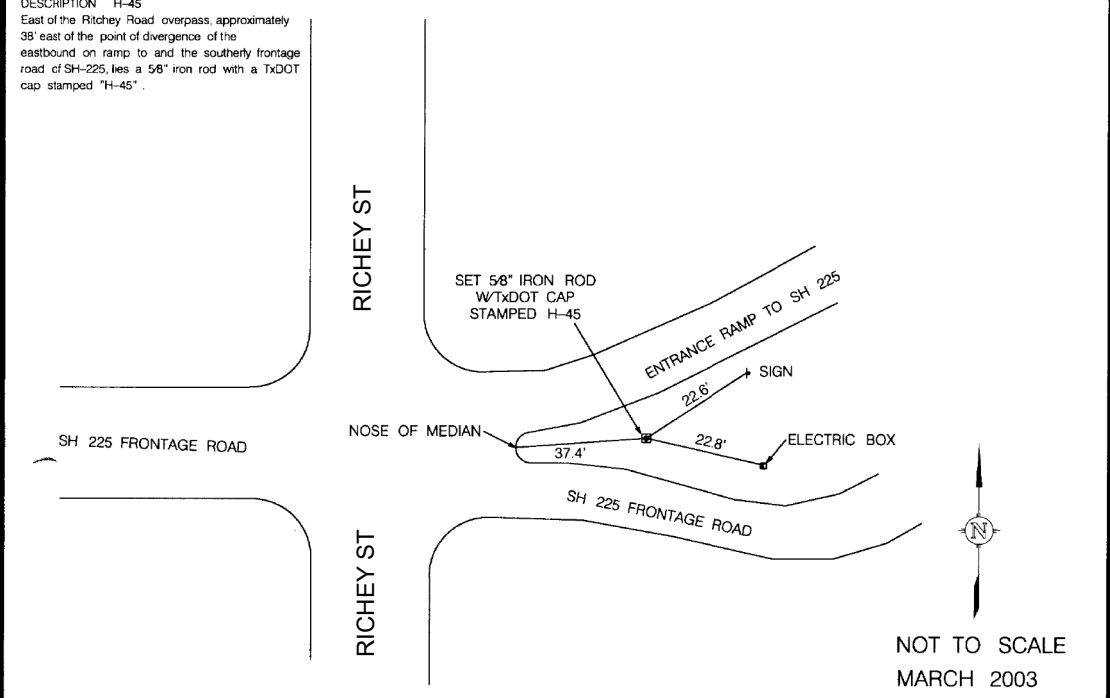 DESCRIPTION H-45
East of the Ritchey Road overpass, approximately
38' east of the point of divergence of the
eastbound on ramp to and the southerly frontage
road of SH-225, lies a 5/8" iron rod with a TxDOT
cap stamped "H-45" .
RICHEY ST
SET 5/8" IRON ROD
W/TxDOT CAP
STAMPED H-45
ENTRANCE RAMP TO SH 225
SIGN
22.6'
NOSE OF MEDIAN
37.4'
22.8'
ELECTRIC BOX
SH 225 FRONTAGE ROAD
SH 225 FRONTAGE ROAD
RICHEY ST
N
NOT TO SCALE
MARCH 2003